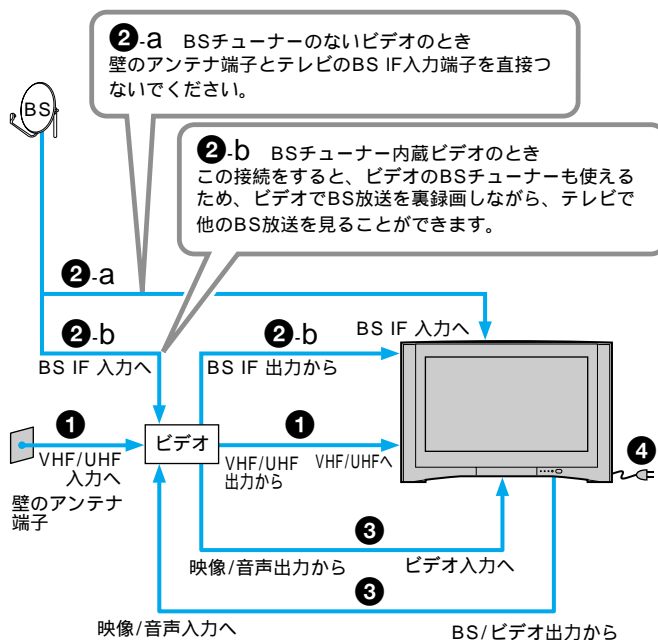 ❷-a BSチューナーのないビデオのとき
壁のアンテナ端子とテレビのBS IF入力端子を直接つ
ないでください。
BS
❷-b BSチューナー内蔵ビデオのとき
この接続をすると、ビデオのBSチューナーも使える
ため、ビデオでBS放送を裏録画しながら、テレビで
他のBS放送を見ることができます。
❷-a
❷-b
BS IF 入力へ
❷-b
BS IF 出力から
BS IF 入力へ
❶
VHF/UHF
入力へ
壁のアンテナ
端子
ビデオ
❶
VHF/UHF
出力から
VHF/UHFへ
❹
❸
映像/音声出力から
ビデオ入力へ
❸
映像/音声入力へ
BS/ビデオ出力から